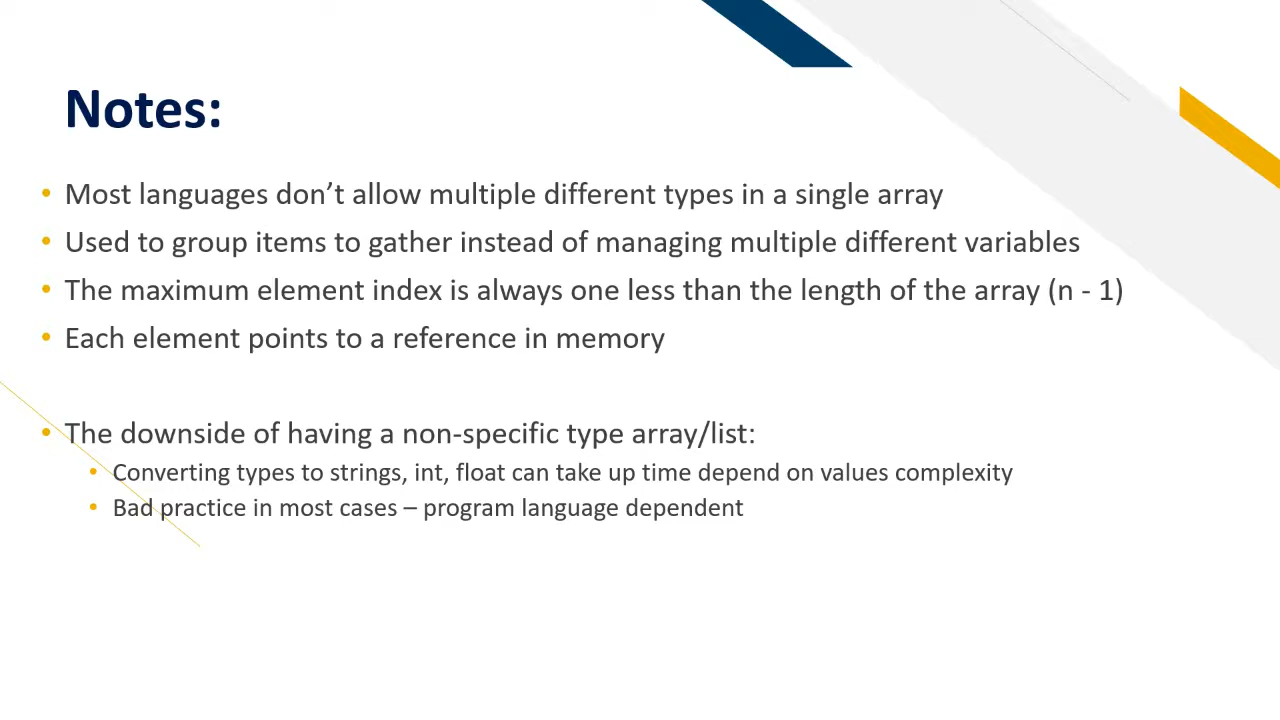 Notes:
• Most languages don’t allow multiple different types in a single array
• Used to group items to gather instead of managing multiple different variables
• The maximum element index is always one less than the length of the array (n - 1)
• Each element points to a reference in memory
• The downside of having a non-specific type array/list:
• Converting types to strings, int, float can take up time depend on values complexity
• Bad practice in most cases – program language dependent